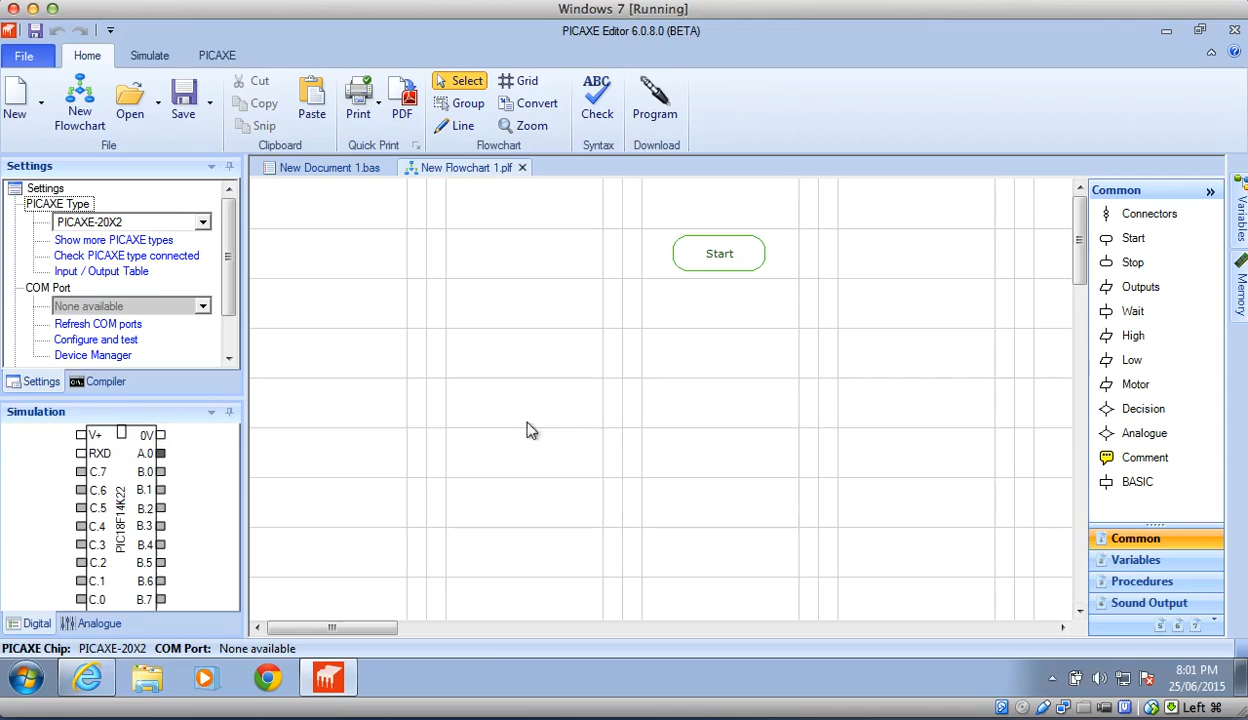 Windows 7 [Running]
PICAXE Editor 6.0.8.0 (BETA)
File
Home
Simulate
PICAXE
New
New Flowchart
Open
Save
Cut
Copy
Snip
Paste
Print
PDF
Select
Group
Line
Grid
Convert
Zoom
ABC
Check
Program
File
Clipboard
Quick Print
Flowchart
Syntax
Download
Settings
Settings
PICAXE Type
PICAXE-20X2
Show more PICAXE types
Check PICAXE type connected
Input / Output Table
COM Port
None available
Refresh COM ports
Configure and test
Device Manager
Settings
Compiler
Simulation
V+
0V
RXD
A.0
C.7
B.0
C.6
B.1
C.5
B.2
C.4
B.3
C.3
B.4
C.2
B.5
C.1
B.6
C.0
B.7
PIC18F14K22
Digital
Analogue
New Document 1.bas
New Flowchart 1.plf
Start
Common
Connectors
Start
Stop
Outputs
Wait
High
Low
Motor
Decision
Analogue
Comment
BASIC
1 Common
2 Variables
3 Procedures
4 Sound Output
5 6 7
Variables
Memory
PICAXE Chip: PICAXE-20X2 COM Port: None available
8:01 PM
25/06/2015
Left ⌘